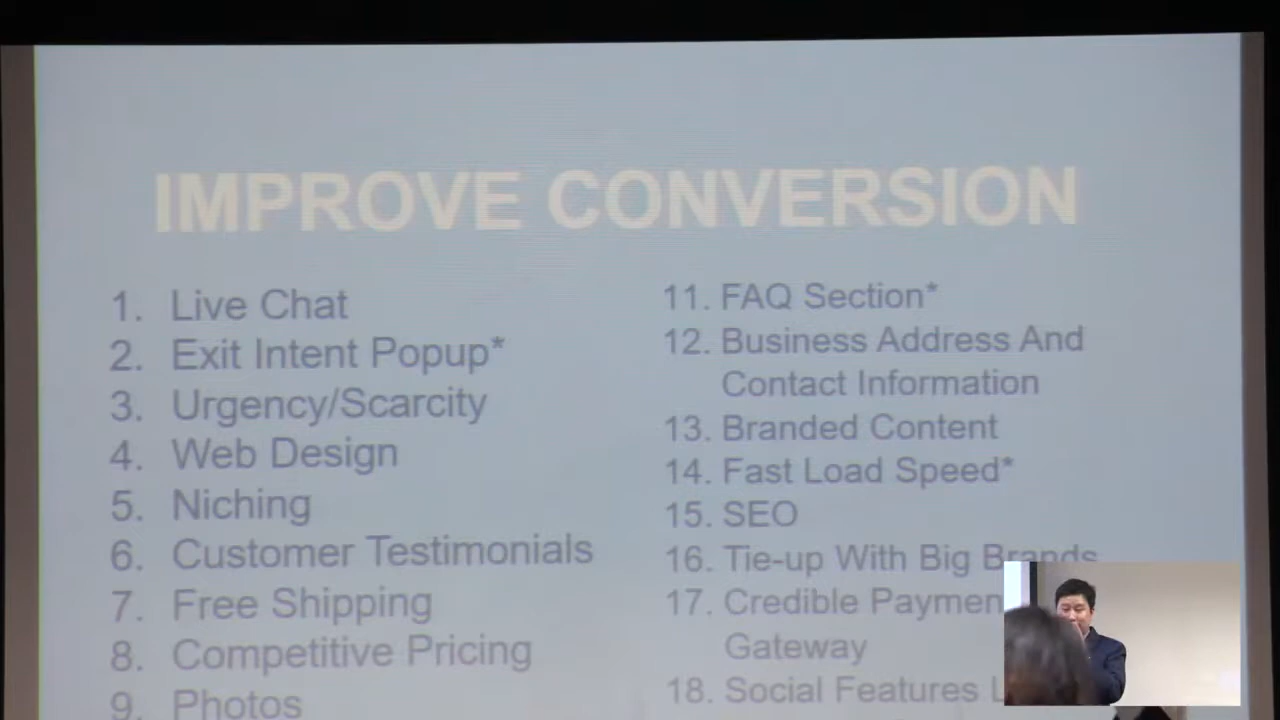 IMPROVE CONVERSION
1. Live Chat
2. Exit Intent Popup*
3. Urgency/Scarcity
4. Web Design
5. Niching
6. Customer Testimonials
7. Free Shipping
8. Competitive Pricing
9. Photos
11. FAQ Section*
12. Business Address And
Contact Information
13. Branded Content
14. Fast Load Speed*
15. SEO
16. Tie-up With Big Brands
17. Credible
Gateway
18. Social Features